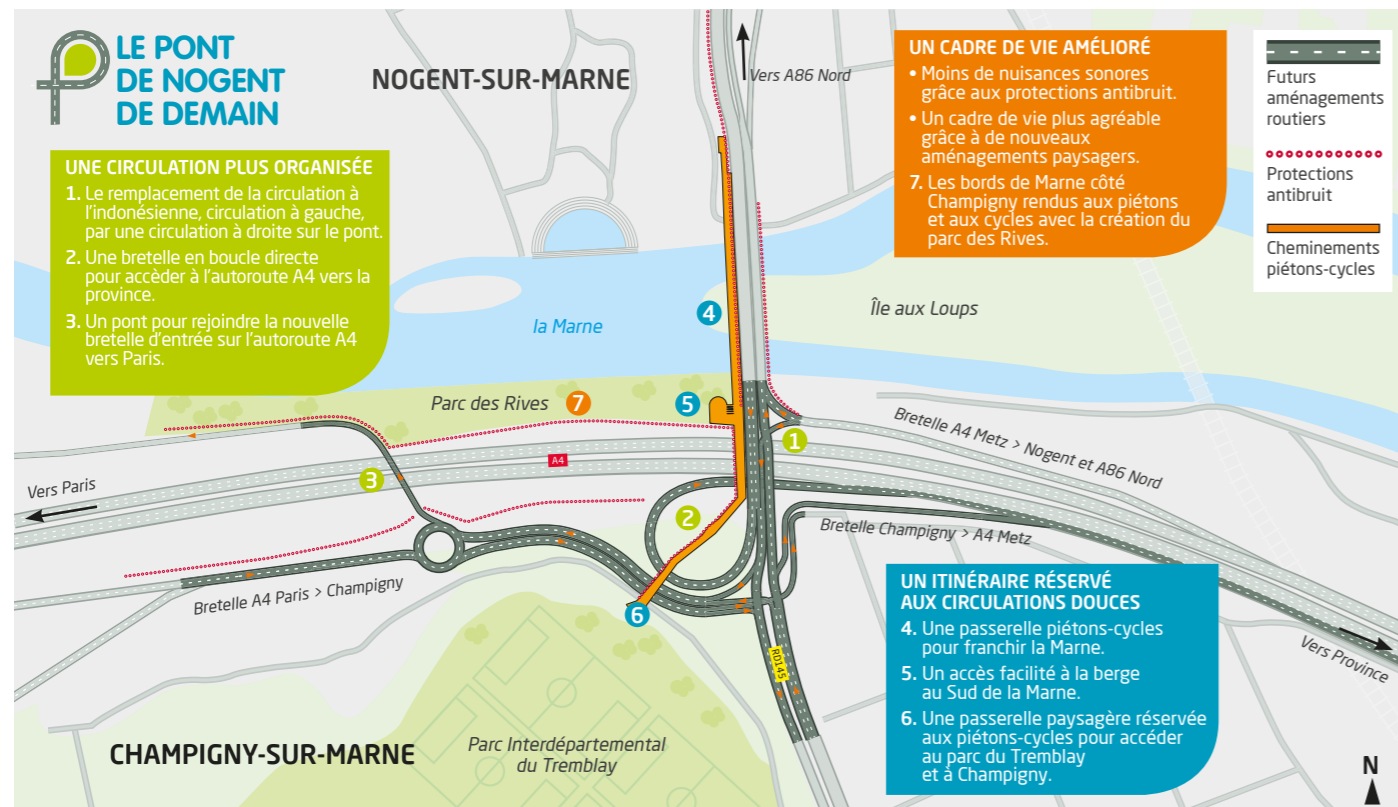 LE PONT
DE NOGENT
DE DEMAIN
NOGENT-SUR-MARNE
Vers A86 Nord
UNE CIRCULATION PLUS ORGANISÉE
1. Le remplacement de la circulation à
l'indonésienne, circulation à gauche,
par une circulation à droite sur le pont.
2. Une bretelle en boucle directe
pour accèder à l'autoroute A4 vers la
province.
3. Un pont pour rejoindre la nouvelle
bretelle d'entrée sur l'autoroute A4
vers Paris.
UN CADRE DE VIE AMÉLIORÉ
• Moins de nuisances sonores
grâce aux protections antibruit.
• Un cadre de vie plus agréable
grâce à de nouveaux
aménagements paysagers.
7. Les bords de Marne côté
Champigny rendus aux piétons
et aux cycles avec la création du
parc des Rives.
Futurs
aménagements
routiers
Protections
antibruit
Cheminements
piétons-cycles
la Marne
4
Île aux Loups
Parc des Rives
7
5
1
Bretelle A4 Metz > Nogent et A86 Nord
A4
3
Vers Paris
2
Bretelle Champigny > A4 Metz
Bretelle A4 Paris > Champigny
6
RD145
Vers Province
UN ITINÉRAIRE RÉSERVÉ
AUX CIRCULATIONS DOUCES
4. Une passerelle piétons-cycles
pour franchir la Marne.
5. Un accès facilité à la berge
au Sud de la Marne.
6. Une passerelle paysagère réservée
aux piétons-cycles pour accéder
au parc du Tremblay
et à Champigny.
CHAMPIGNY-SUR-MARNE
Parc Interdépartemental
du Tremblay
N